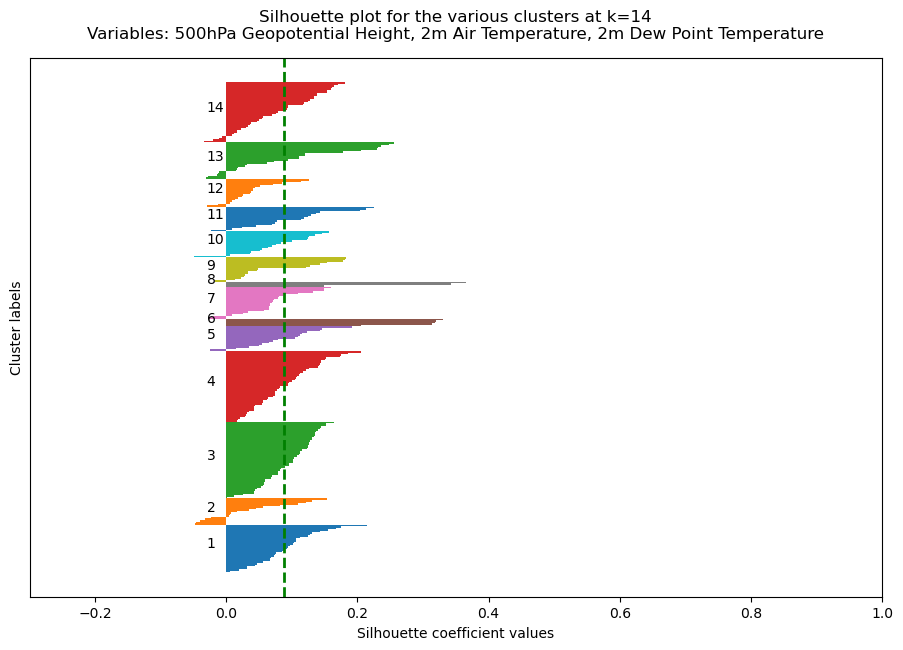 Silhouette plot for the various clusters at k=14
Variables: 500hPa Geopotential Height, 2m Air Temperature, 2m Dew Point Temperature
Cluster labels
14
13
12
11
10
9
8
7
6
5
4
3
2
1
−0.2 0.0 0.2 0.4 0.6 0.8 1.0
Silhouette coefficient values